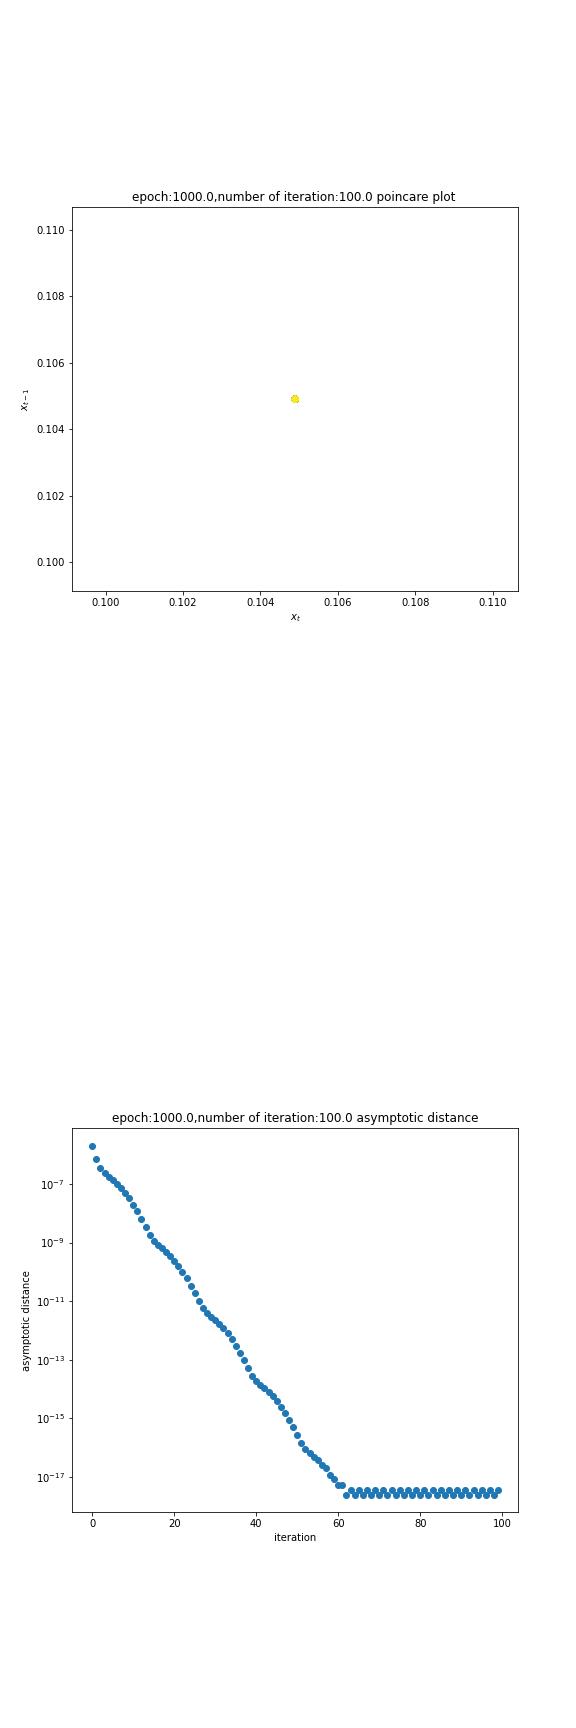 epoch:1000.0,number of iteration:100.0 poincare plot
0.110
0.108
0.106
0.104
0.102
0.100
x_{t-1}
0.100 0.102 0.104 0.106 0.108 0.110
x_t
epoch:1000.0,number of iteration:100.0 asymptotic distance
10^{-7}
10^{-9}
10^{-11}
10^{-13}
10^{-15}
10^{-17}
asymptotic distance
0 20 40 60 80 100
iteration